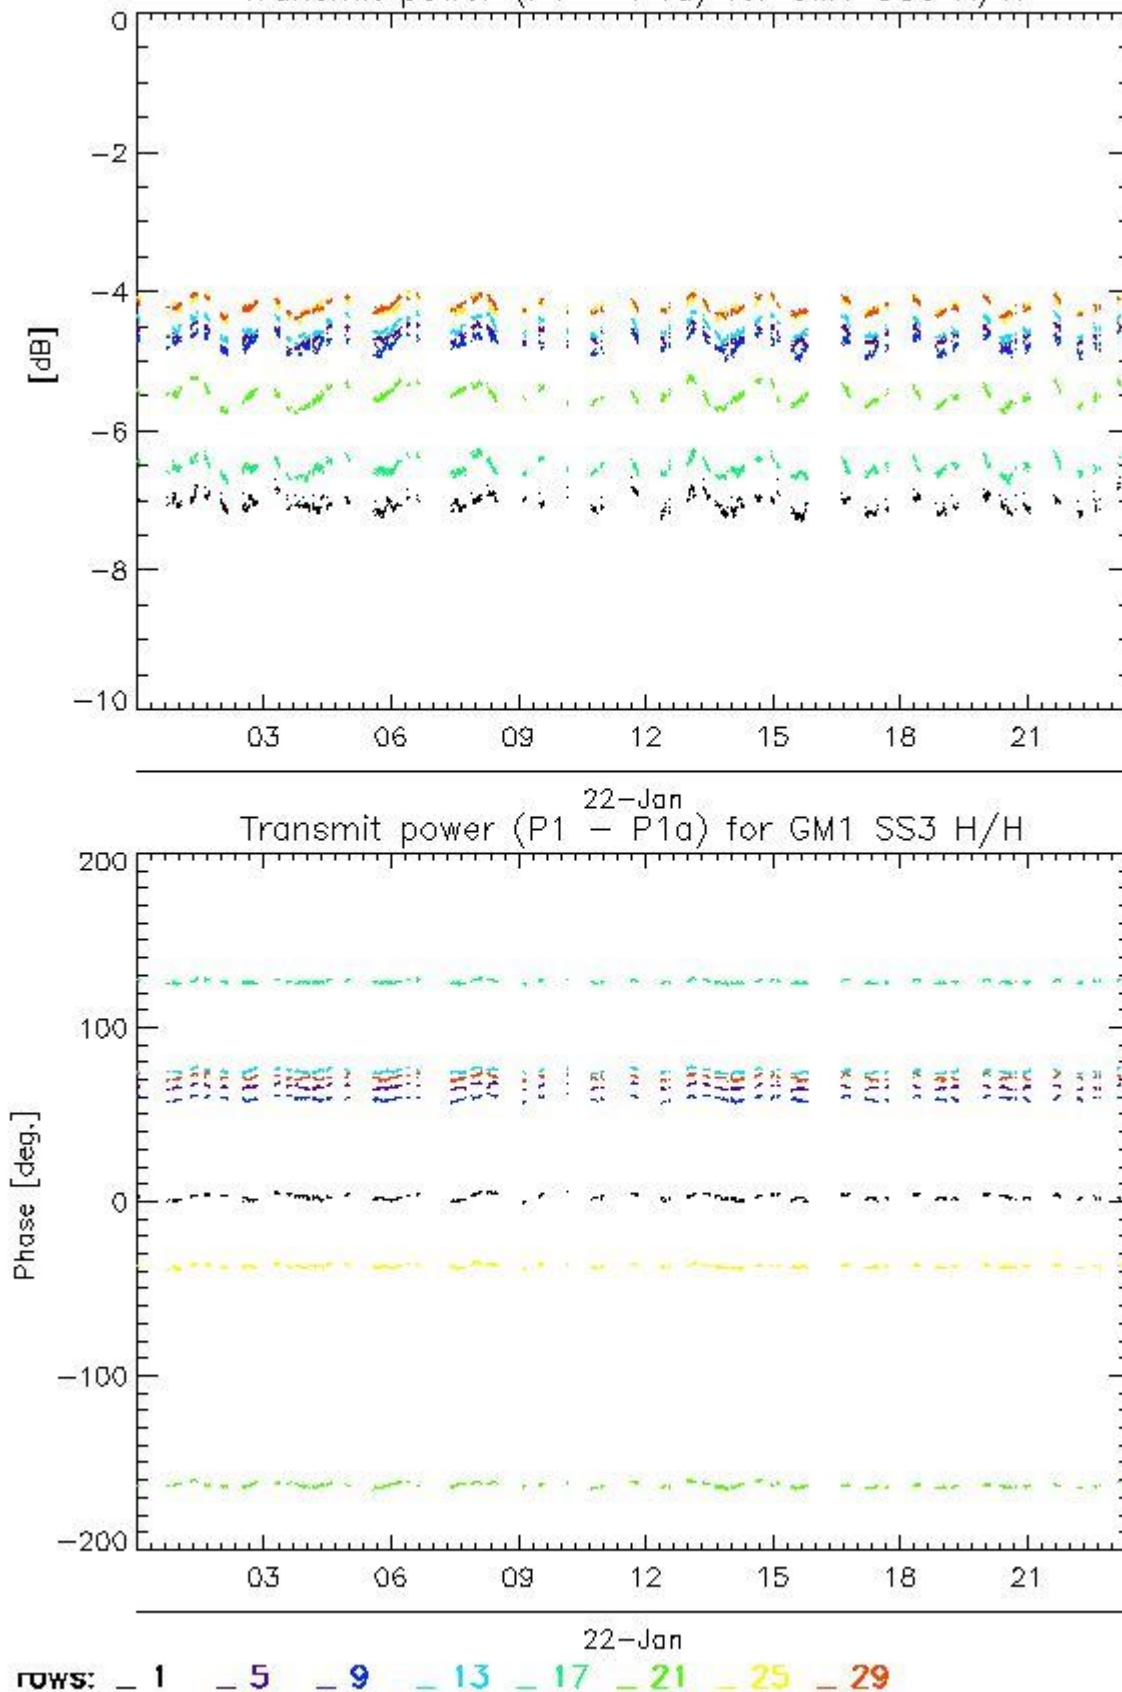 0
−2
−4
[dB]
−6
−8
−10
03 06 09 12 15 18 21
22−Jan
Transmit power (P1 − P1a) for GM1 SS3 H/H
200
100
Phase [deg.]
0
−100
−200
03 06 09 12 15 18 21
22−Jan
rows: _ 1 _ 5 _ 9 _ 13 _ 17 _ 21 _ 25 _ 29